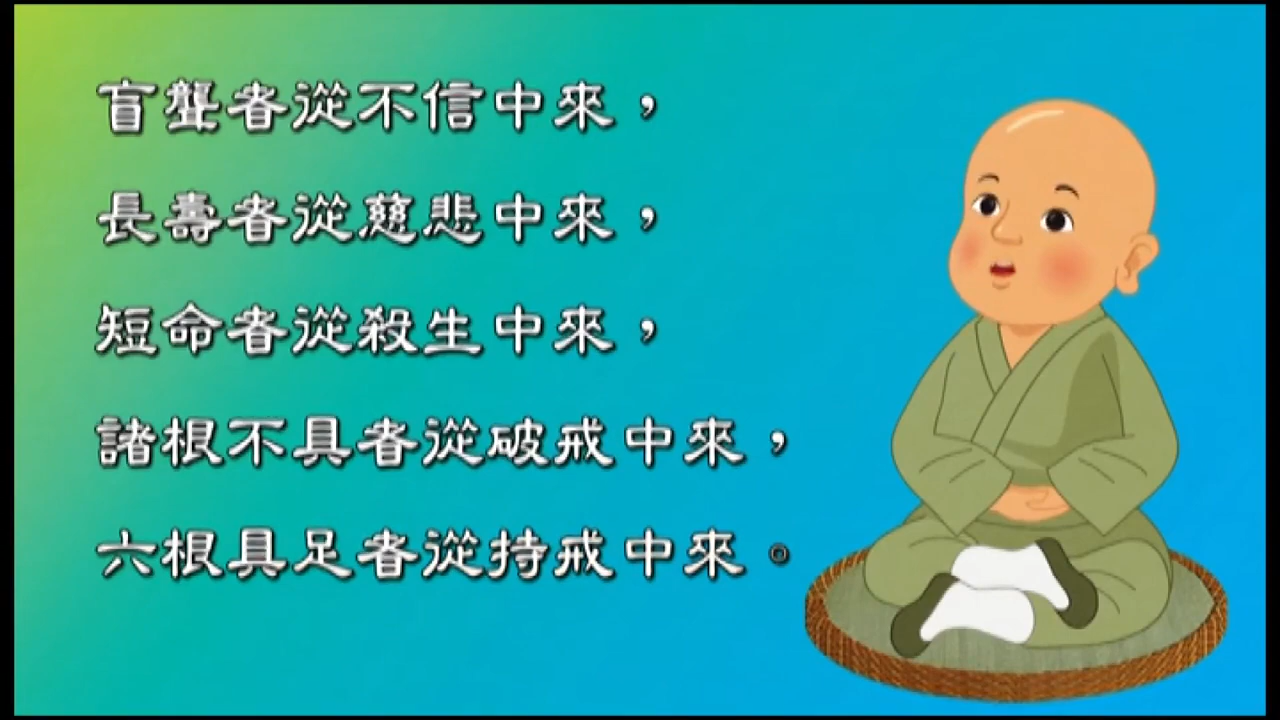 盲聾者從不信中來，
長壽者從慈悲中來，
短命者從殺生中來，
諸根不具者從破戒中來，
六根具足者從持戒中來。